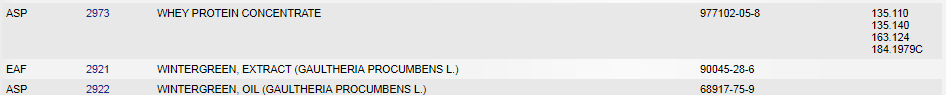 ASP 2973 WHEY PROTEIN CONCENTRATE 977102-05-8 135.110
135.140
163.124
184.1979C
EAF 2921 WINTERGREEN, EXTRACT (GAULTHERIA PROCUMBENS L.) 90045-28-6
ASP 2922 WINTERGREEN, OIL (GAULTHERIA PROCUMBENS L.) 68917-75-9